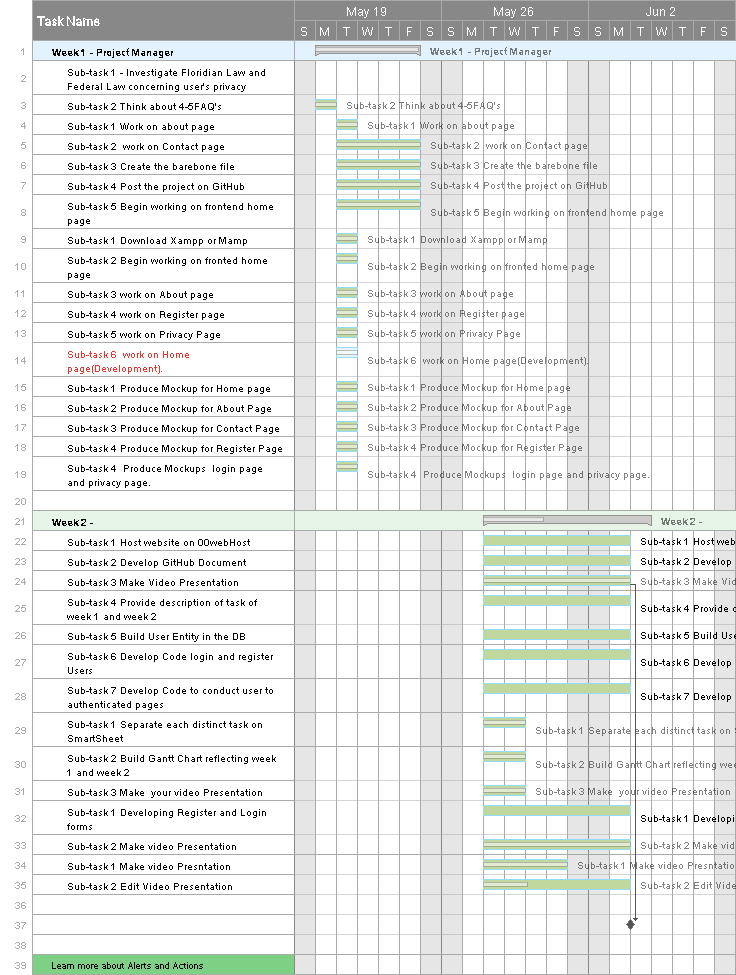 Task Name
May 19 May 26 Jun 2
S M T W T F S S M T W T F S S M T W T F S
1 Week 1 - Project Manager Week 1 - Project Manager
2 Sub-task 1 - Investigate Floridian Law and
Federal Law concerning user's privacy
3 Sub-task 2 Think about 4-5FAQ's Sub-task 2 Think about 4-5FAQ's
4 Sub-task 1 Work on about page Sub-task 1 Work on about page
5 Sub-task 2 work on Contact page Sub-task 2 work on Contact page
6 Sub-task 3 Create the barebone file Sub-task 3 Create the barebone file
7 Sub-task 4 Post the project on GitHub Sub-task 4 Post the project on GitHub
8 Sub-task 5 Begin working on frontend home
page Sub-task 5 Begin working on frontend home page
9 Sub-task 1 Download Xampp or Mamp Sub-task 1 Download Xampp or Mamp
10 Sub-task 2 Begin working on fronted home
page Sub-task 2 Begin working on fronted home page
11 Sub-task 3 work on About page Sub-task 3 work on About page
12 Sub-task 4 work on Register page Sub-task 4 work on Register page
13 Sub-task 5 work on Privacy Page Sub-task 5 work on Privacy Page
14 Sub-task 6 work on Home
page(Development). Sub-task 6 work on Home page(Development).
15 Sub-task 1 Produce Mockup for Home page Sub-task 1 Produce Mockup for Home page
16 Sub-task 2 Produce Mockup for About Page Sub-task 2 Produce Mockup for About Page
17 Sub-task 3 Produce Mockup for Contact Page Sub-task 3 Produce Mockup for Contact Page
18 Sub-task 4 Produce Mockup for Register Page Sub-task 4 Produce Mockup for Register Page
19 Sub-task 4 Produce Mockups login page
and privacy page. Sub-task 4 Produce Mockups login page and privacy page.
20
21 Week 2 - Week 2 -
22 Sub-task 1 Host website on 00webHost Sub-task 1 Host web
23 Sub-task 2 Develop GitHub Document Sub-task 2 Develop
24 Sub-task 3 Make Video Presentation Sub-task 3 Make Vid
25 Sub-task 4 Provide description of task of
week 1 and week 2 Sub-task 4 Provide d
26 Sub-task 5 Build User Entity in the DB Sub-task 5 Build Use
27 Sub-task 6 Develop Code login and register
Users Sub-task 6 Develop
28 Sub-task 7 Develop Code to conduct user to
authenticated pages Sub-task 7 Develop
29 Sub-task 1 Separate each distinct task on
SmartSheet Sub-task 1 Separate each distinct task on S
30 Sub-task 2 Build Gantt Chart reflecting week
1 and week 2 Sub-task 2 Build Gantt Chart reflecting wee
31 Sub-task 3 Make your video Presentation Sub-task 3 Make your video Presentation
32 Sub-task 1 Developing Register and Login
forms Sub-task 1 Developi
33 Sub-task 2 Make video Presentation Sub-task 2 Make vid
34 Sub-task 1 Make video Presntation Sub-task 1 Make video Presntatio
35 Sub-task 2 Edit Video Presentation Sub-task 2 Edit Vide
36
37
38
39 Learn more about Alerts and Actions